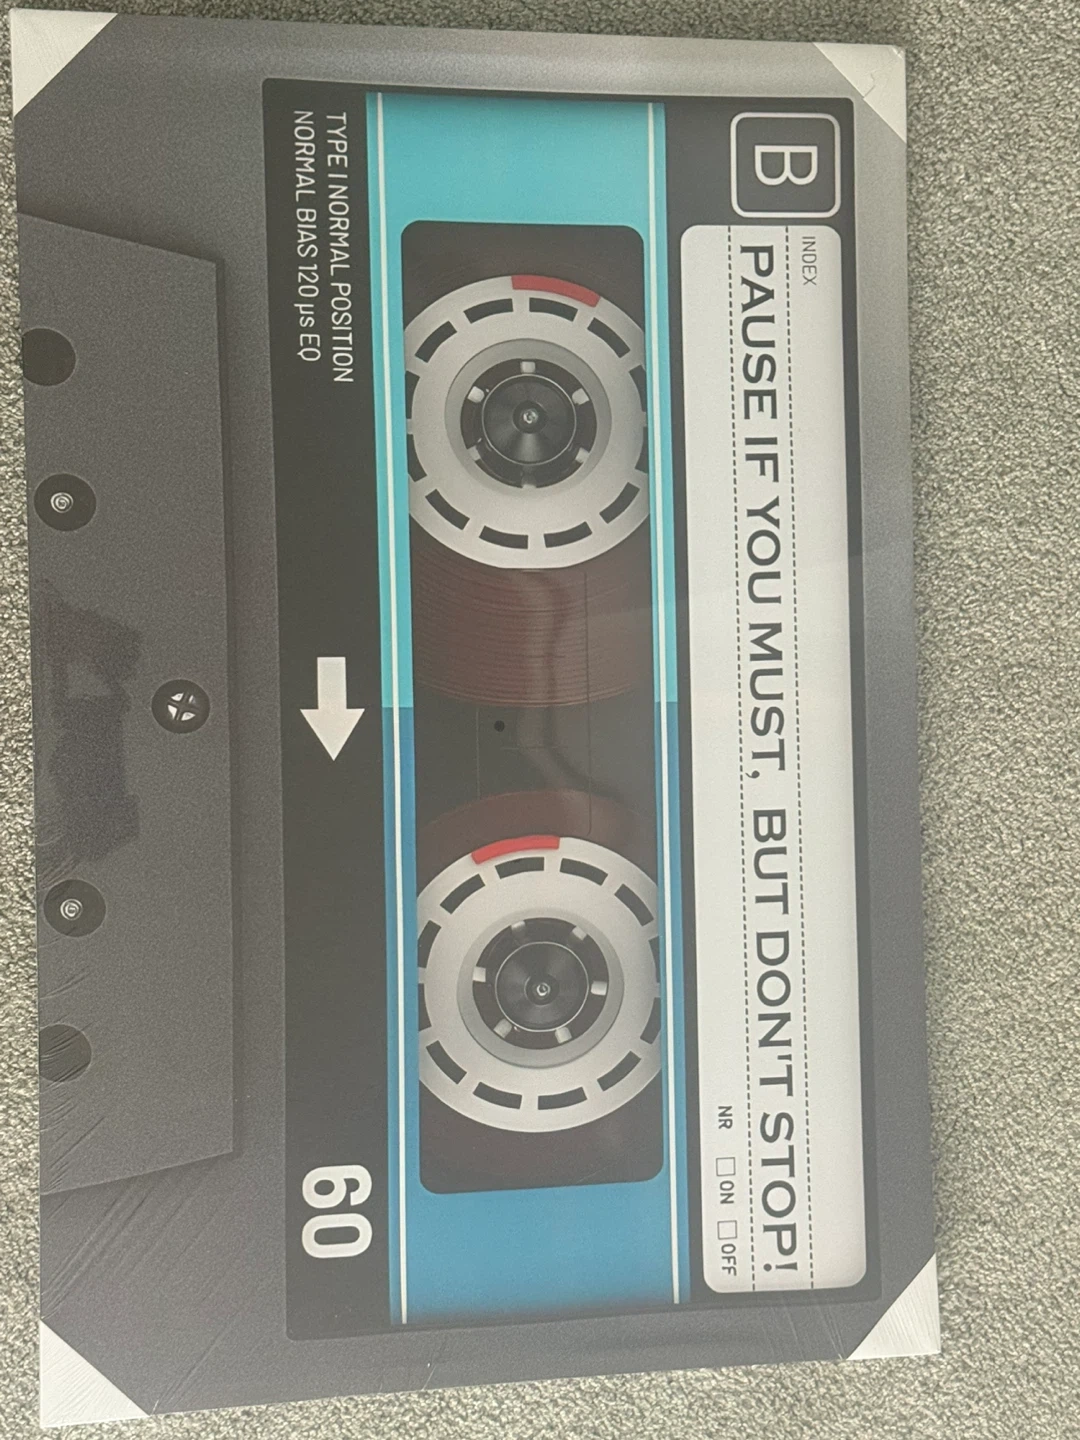 B
INDEX
PAUSE IF YOU MUST, BUT DON'T STOP!
NR ☐ ON ☐ OFF
TYPE I NORMAL POSITION
NORMAL BIAS 120 µs EQ
60